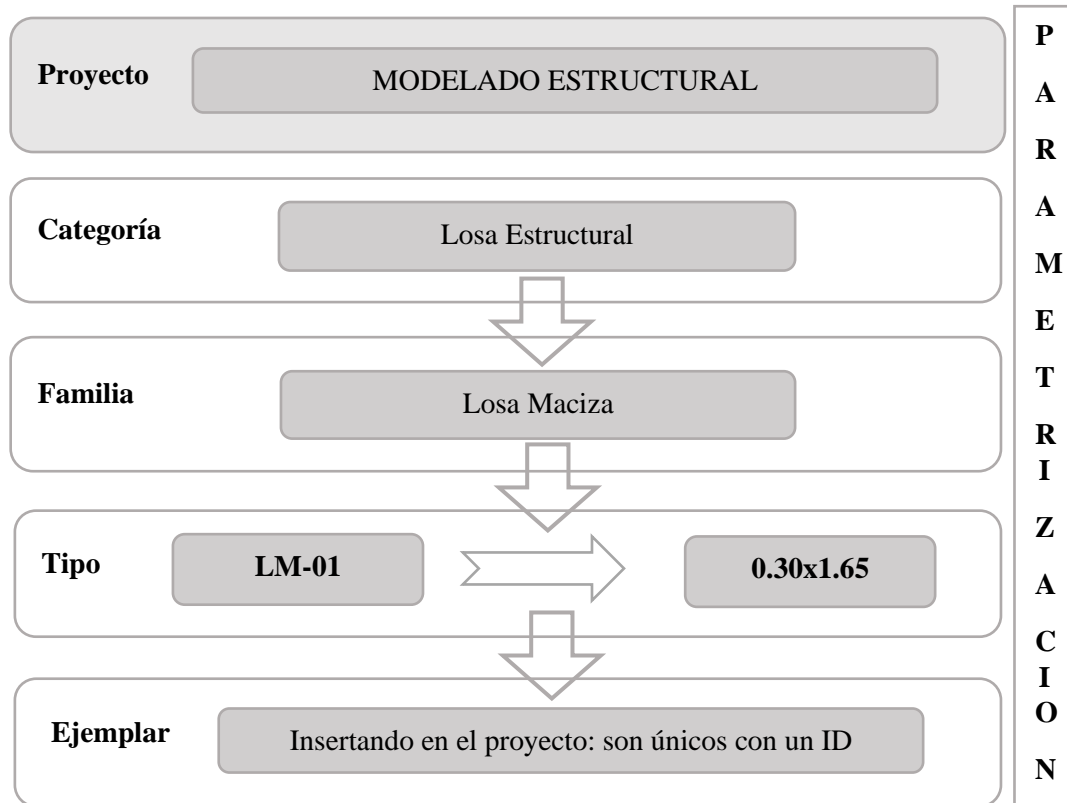 Proyecto
MODELADO ESTRUCTURAL
Categoría
Losa Estructural
Familia
Losa Maciza
Tipo
LM-01
0.30x1.65
Ejemplar
Insertando en el proyecto: son únicos con un ID
P
A
R
A
M
E
T
R
I
Z
A
C
I
O
N